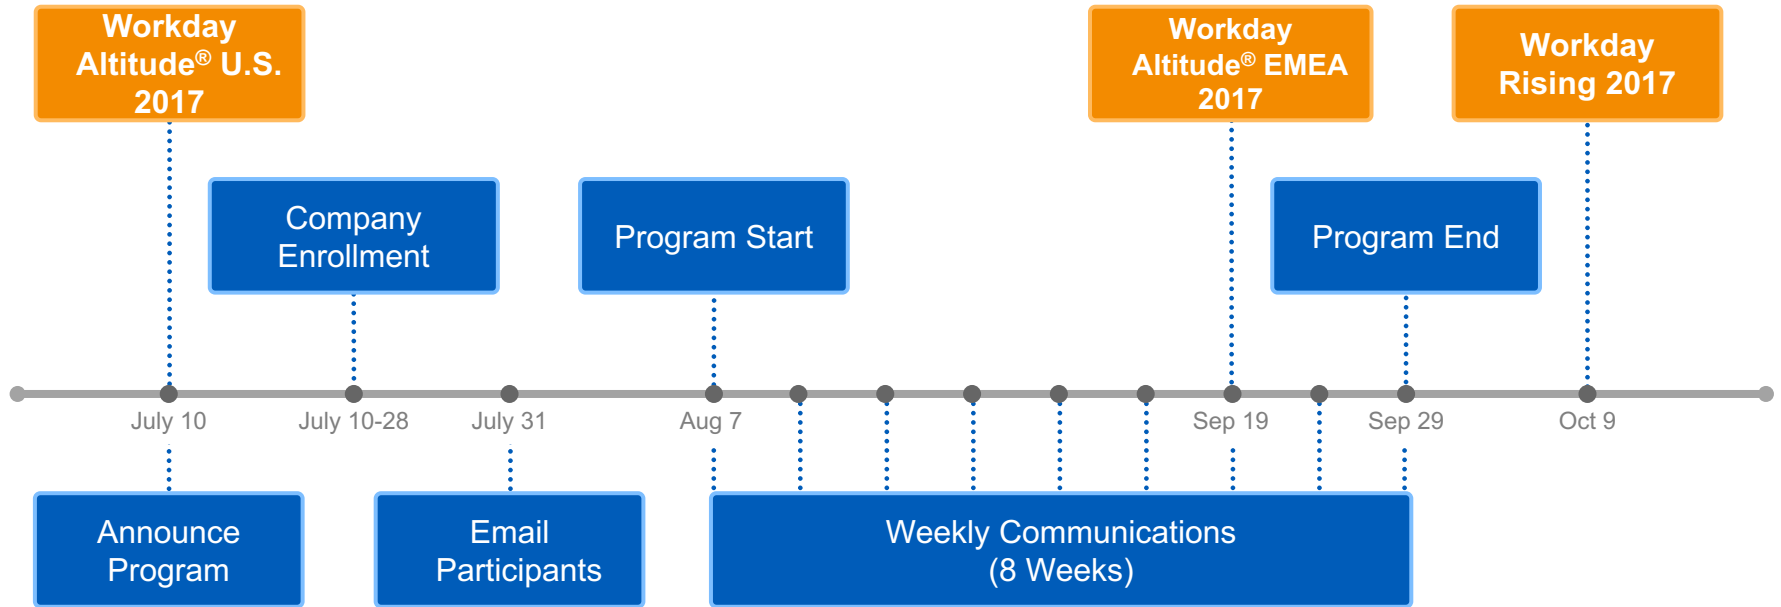 Workday
Altitude® U.S.
2017
Workday
Altitude® EMEA
2017
Workday
Rising 2017
Company
Enrollment
Program Start
Program End
July 10
July 10-28
July 31
Aug 7
Sep 19
Sep 29
Oct 9
Announce
Program
Email
Participants
Weekly Communications
(8 Weeks)